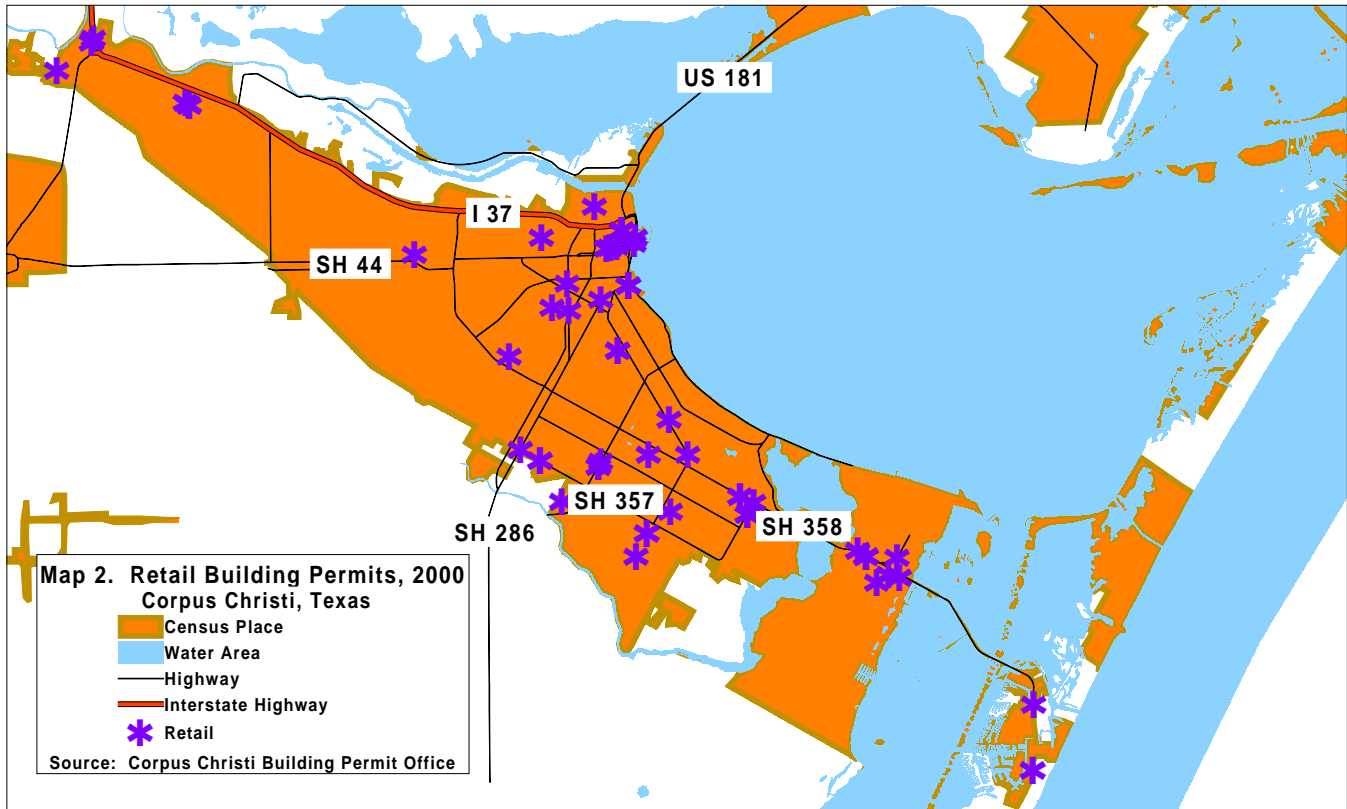 US 181
I 37
SH 44
SH 357
SH 358
SH 286
Map 2.  Retail Building Permits, 2000
Corpus Christi, Texas
Census Place
Water Area
Highway
Interstate Highway
Retail
Source:  Corpus Christi Building Permit Office